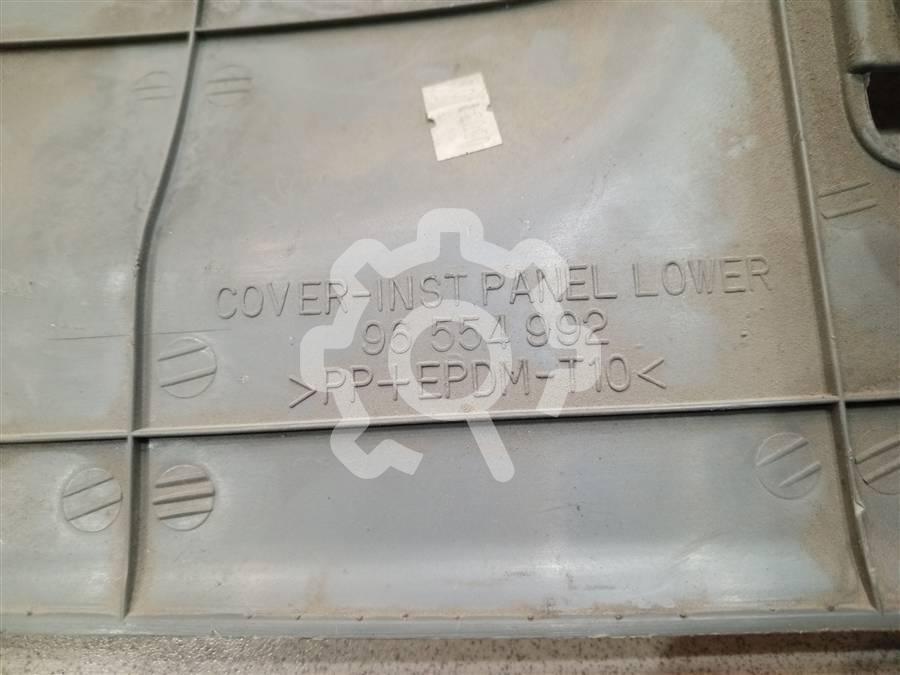 COVER-INST PANEL LOWER
96 554 992
>PP+EPDM-T10<